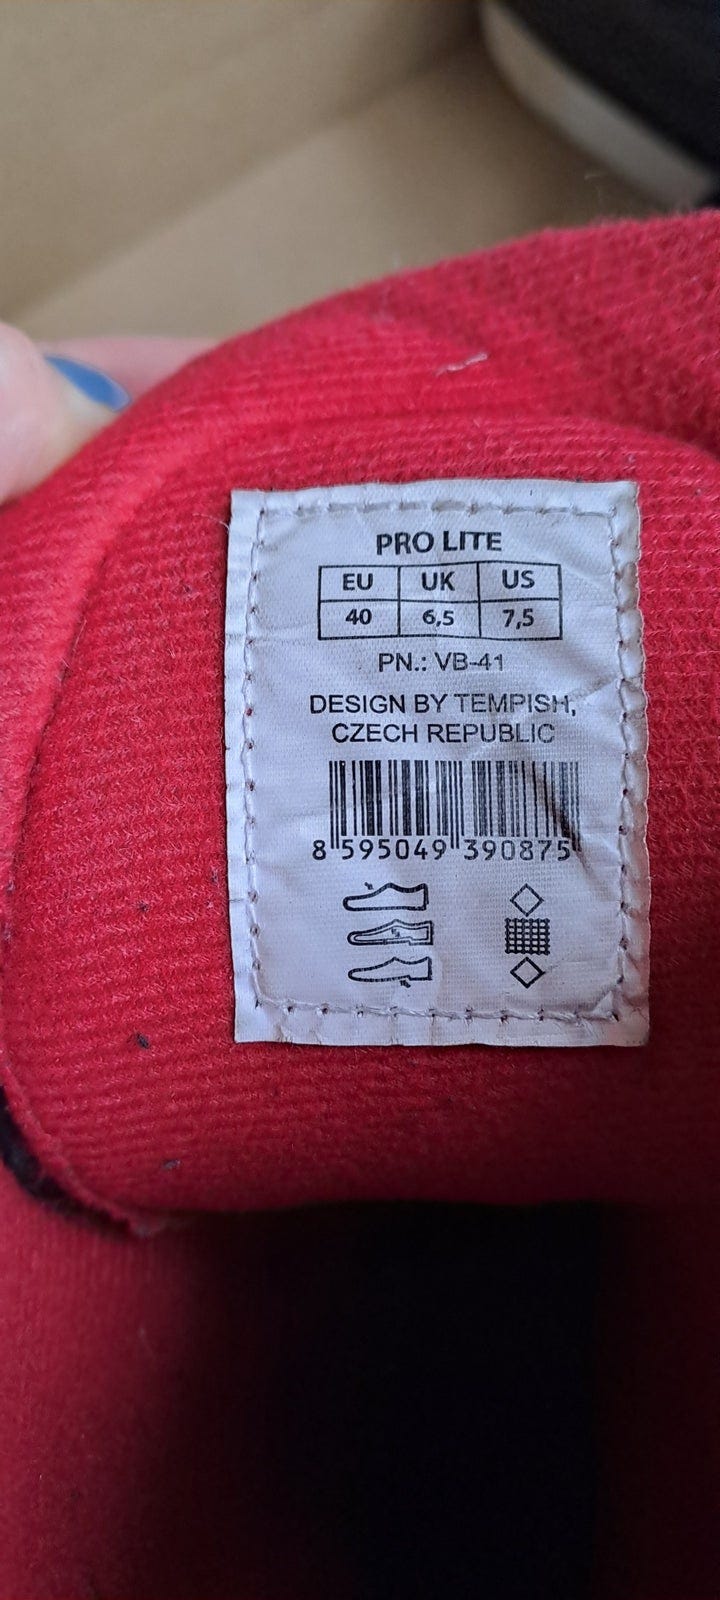 PRO LITE
EU UK US
40 6,5 7,5
PN.: VB-41
DESIGN BY TEMPISH,
CZECH REPUBLIC
8 595049 390875